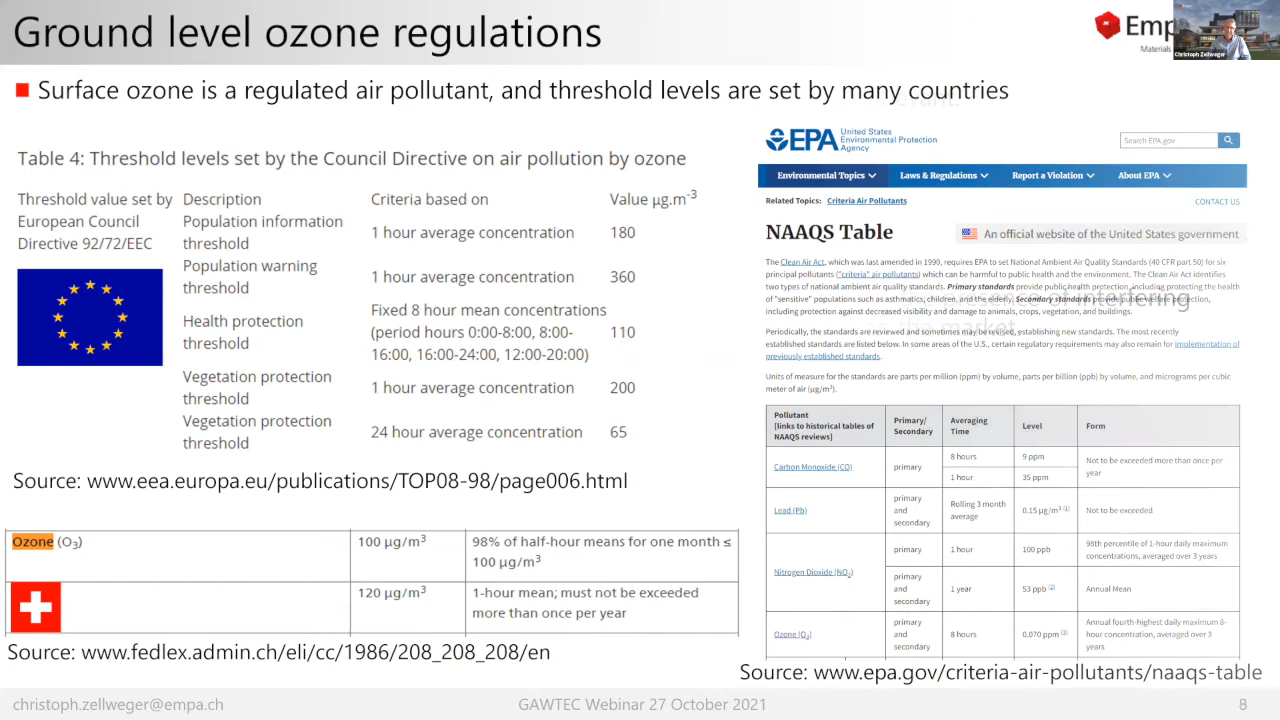 Ground level ozone regulations
Emp
Materials
Christoph Zellweger
Surface ozone is a regulated air pollutant, and threshold levels are set by many countries
Table 4: Threshold levels set by the Council Directive on air pollution by ozone
Threshold value set by European Council Directive 92/72/EEC
Description
Criteria based on
Value µg.m-3
Population information threshold
1 hour average concentration
180
Population warning threshold
1 hour average concentration
360
Health protection threshold
Fixed 8 hour mean concentrations (period hours 0:00-8:00, 8:00-16:00, 16:00-24:00, 12:00-20:00)
110
Vegetation protection threshold
1 hour average concentration
200
Vegetation protection threshold
24 hour average concentration
65
Source: www.eea.europa.eu/publications/TOP08-98/page006.html
Ozone (O3)
100 µg/m3
98% of half-hour means for one month ≤ 100 µg/m3
120 µg/m3
1-hour mean; must not be exceeded more than once per year
Source: www.fedlex.admin.ch/eli/cc/1986/208_208_208/en
EPA
United States
Environmental Protection
Agency
Search EPA.gov
Environmental Topics
Laws & Regulations
Report a Violation
About EPA
Related Topics: Criteria Air Pollutants
CONTACT US
NAAQS Table
An official website of the United States government
The Clean Air Act, which was last amended in 1990, requires EPA to set National Ambient Air Quality Standards (40 CFR part 50) for six
principal pollutants ("criteria" air pollutants) which can be harmful to public health and the environment. The Clean Air Act identifies
two types of national ambient air quality standards. Primary standards provide public health protection, including protecting the health
of "sensitive" populations such as asthmatics, children, and the elderly. Secondary standards provide public welfare protection,
including protection against decreased visibility and damage to animals, crops, vegetation, and buildings.
interfering
the market
Periodically, the standards are reviewed and sometimes may be revised, establishing new standards. The most recently
established standards are listed below. In some areas of the U.S., certain regulatory requirements may also remain for implementation of
previously established standards.
Units of measure for the standards are parts per million (ppm) by volume, parts per billion (ppb) by volume, and micrograms per cubic
meter of air (µg/m3).
Pollutant
[links to historical tables of
NAAQS reviews]
Primary/
Secondary
Averaging
Time
Level
Form
Carbon Monoxide (CO)
primary
8 hours
9 ppm
1 hour
35 ppm
Not to be exceeded more than once per
year
Lead (Pb)
primary
and
secondary
Rolling 3 month
average
0.15 µg/m3 (1)
Not to be exceeded
Nitrogen Dioxide (NO2)
primary
1 hour
100 ppb
98th percentile of 1-hour daily maximum
concentrations, averaged over 3 years
primary
and
secondary
1 year
53 ppb (2)
Annual Mean
Ozone (O3)
primary
and
secondary
8 hours
0.070 ppm (3)
Annual fourth-highest daily maximum 8-
hour concentration, averaged over 3
years
Source: www.epa.gov/criteria-air-pollutants/naaqs-table
christoph.zellweger@empa.ch
GAWTEC Webinar 27 October 2021
8